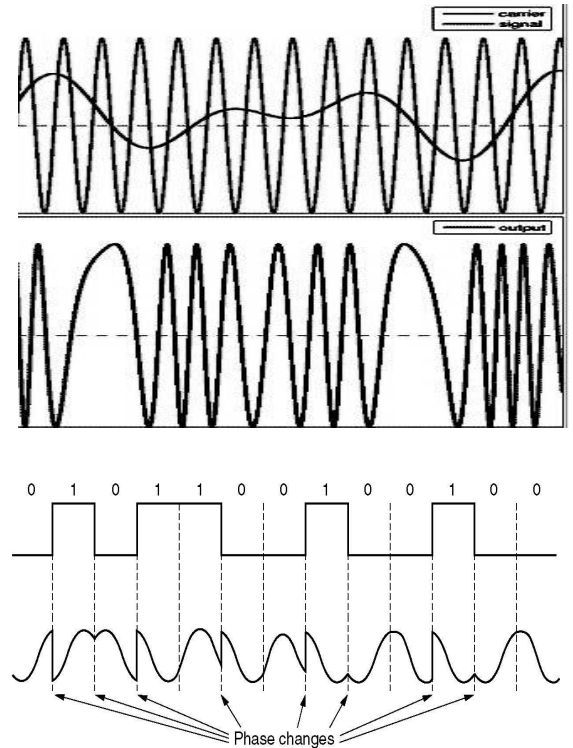 carrier
signal
output
0 1 0 1 1 0 0 1 0 0 1 0 0
Phase changes